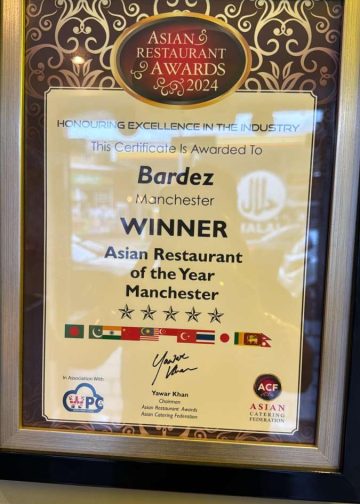 ASIAN
RESTAURANT
AWARDS
2024
HONOURING EXCELLENCE IN THE INDUSTRY
This Certificate Is Awarded To
Bardez
Manchester
WINNER
Asian Restaurant
of the Year
Manchester
Yawar Khan
In Association With
WPC
Yawar Khan
Chairman
Asian Restaurant Awards
Asian Catering Federation
ACF
ASIAN
CATERING
FEDERATION